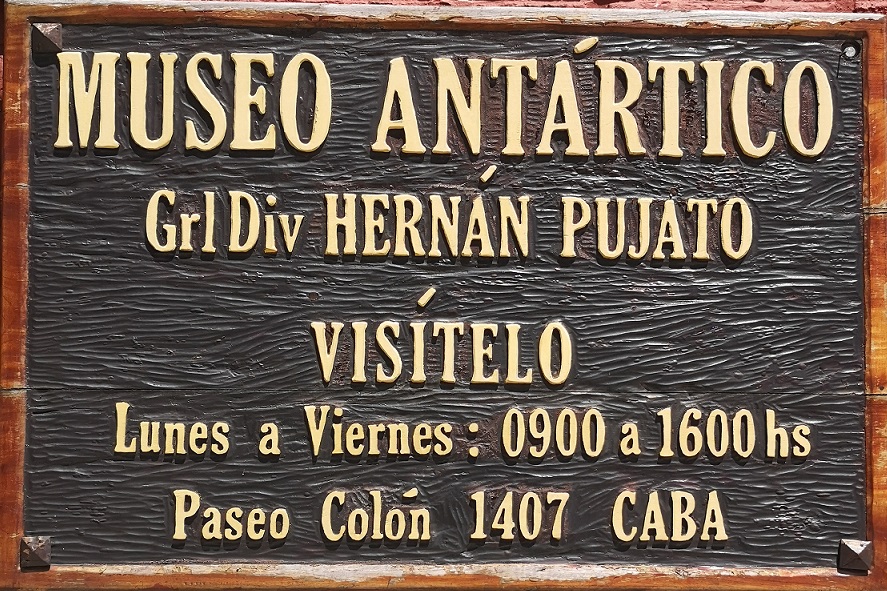 MUSEO ANTÁRTICO
Grl Div HERNÁN PUJATO
VISÍTELO
Lunes a Viernes: 0900 a 1600 hs
Paseo Colón 1407 CABA